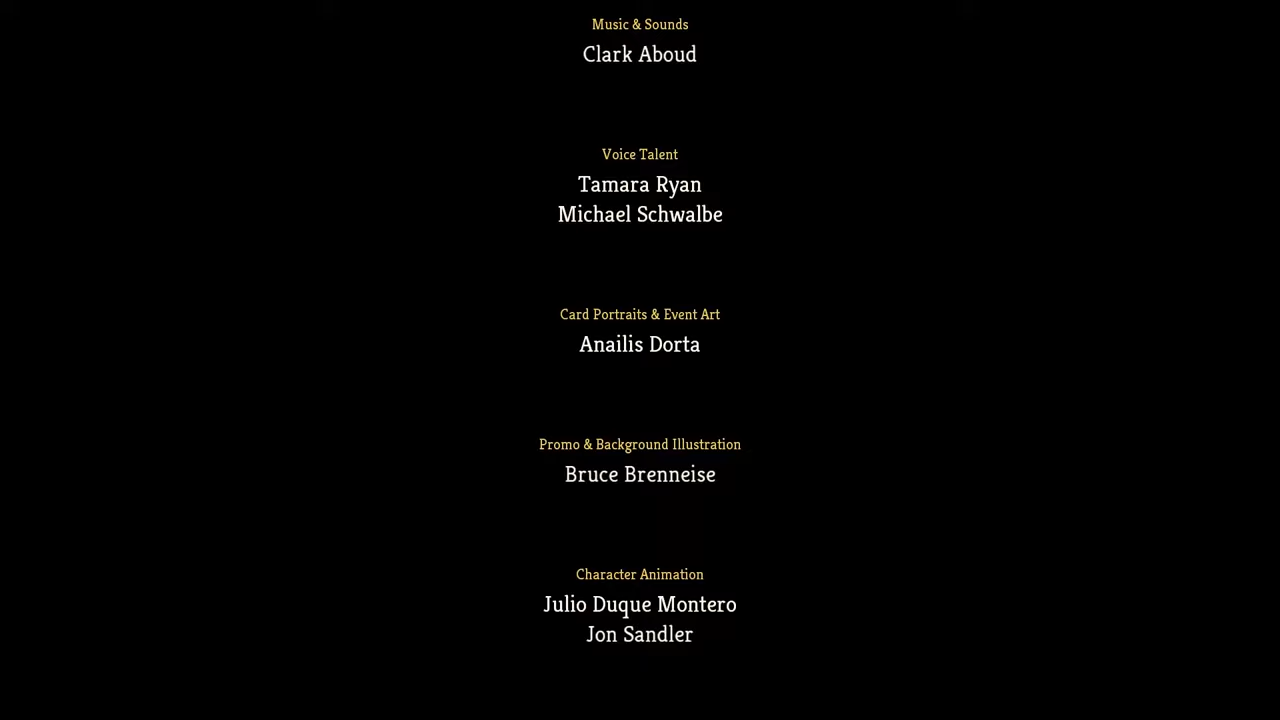 Music & Sounds
Clark Aboud
Voice Talent
Tamara Ryan
Michael Schwalbe
Card Portraits & Event Art
Anailis Dorta
Promo & Background Illustration
Bruce Brenneise
Character Animation
Julio Duque Montero
Jon Sandler